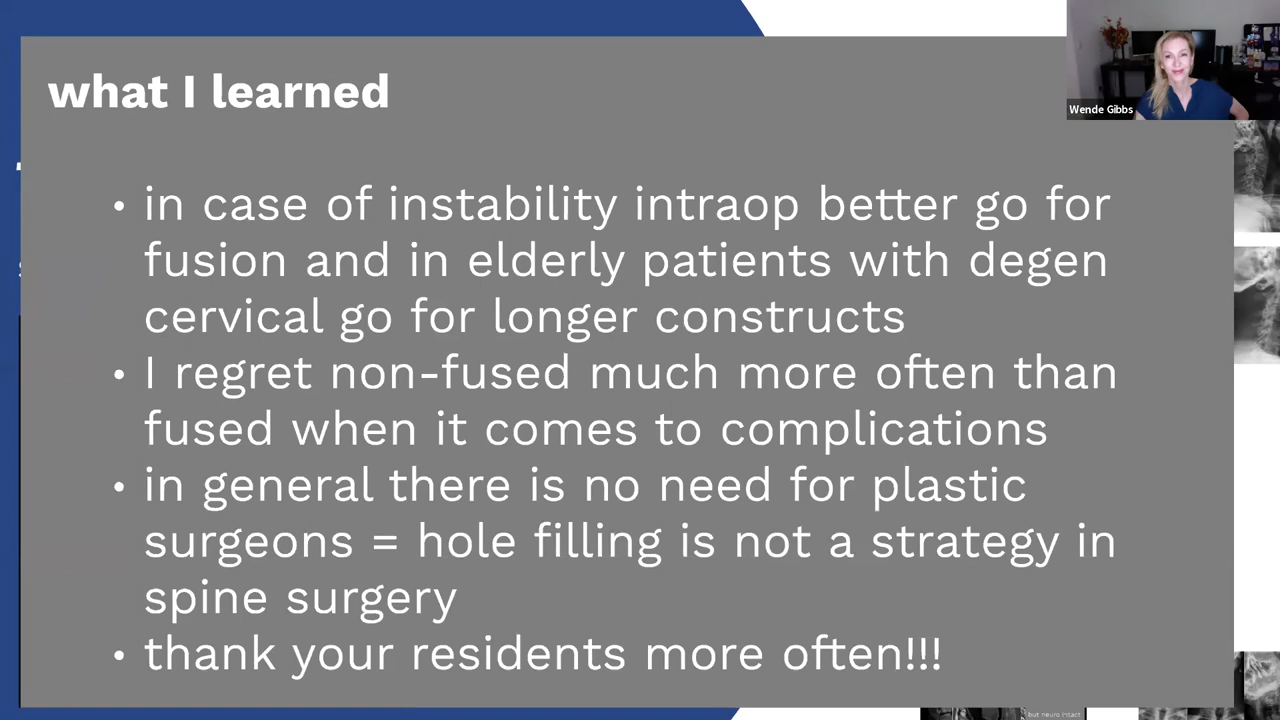 what I learned
Wende Gibbs
• in case of instability intraop better go for
fusion and in elderly patients with degen
cervical go for longer constructs
• I regret non-fused much more often than
fused when it comes to complications
• in general there is no need for plastic
surgeons = hole filling is not a strategy in
spine surgery
• thank your residents more often!!!
but neuro intact